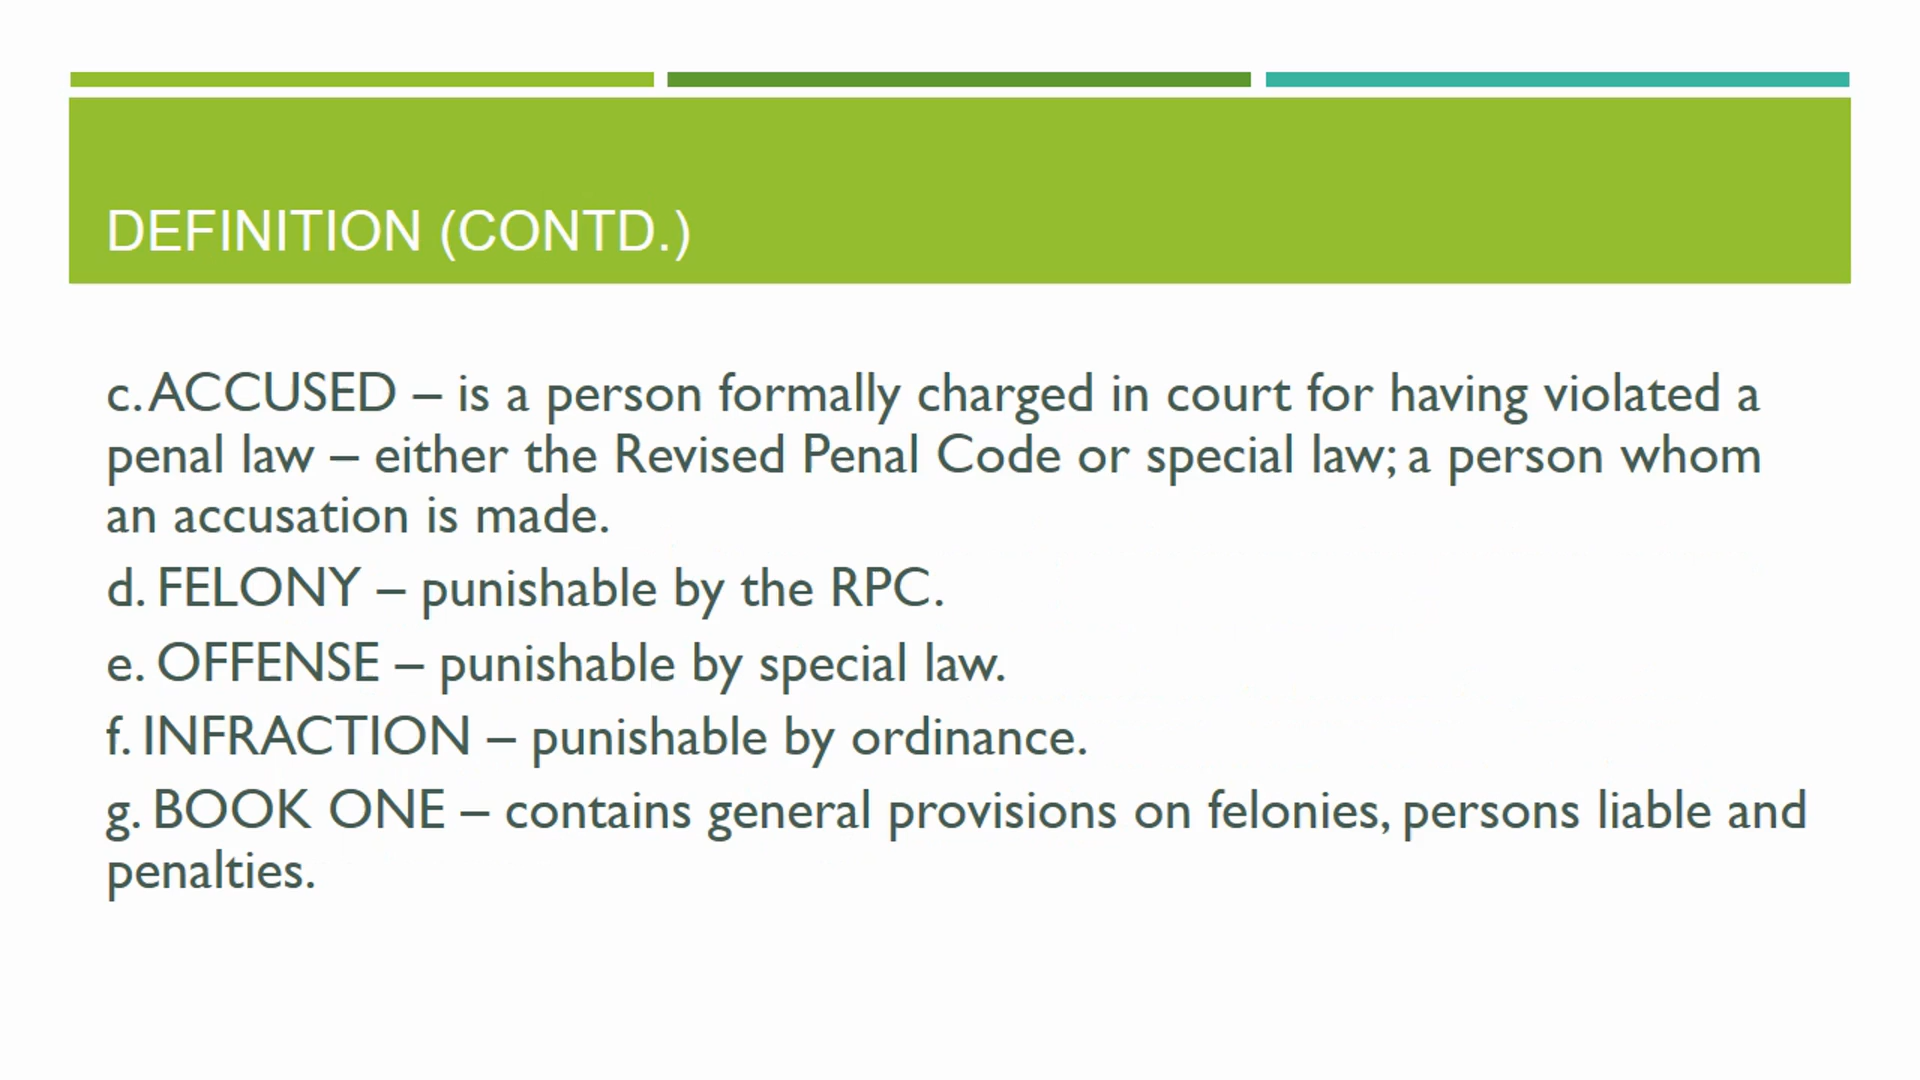 DEFINITION (CONTD.)
c. ACCUSED – is a person formally charged in court for having violated a
penal law – either the Revised Penal Code or special law; a person whom
an accusation is made.
d. FELONY – punishable by the RPC.
e. OFFENSE – punishable by special law.
f. INFRACTION – punishable by ordinance.
g. BOOK ONE – contains general provisions on felonies, persons liable and
penalties.